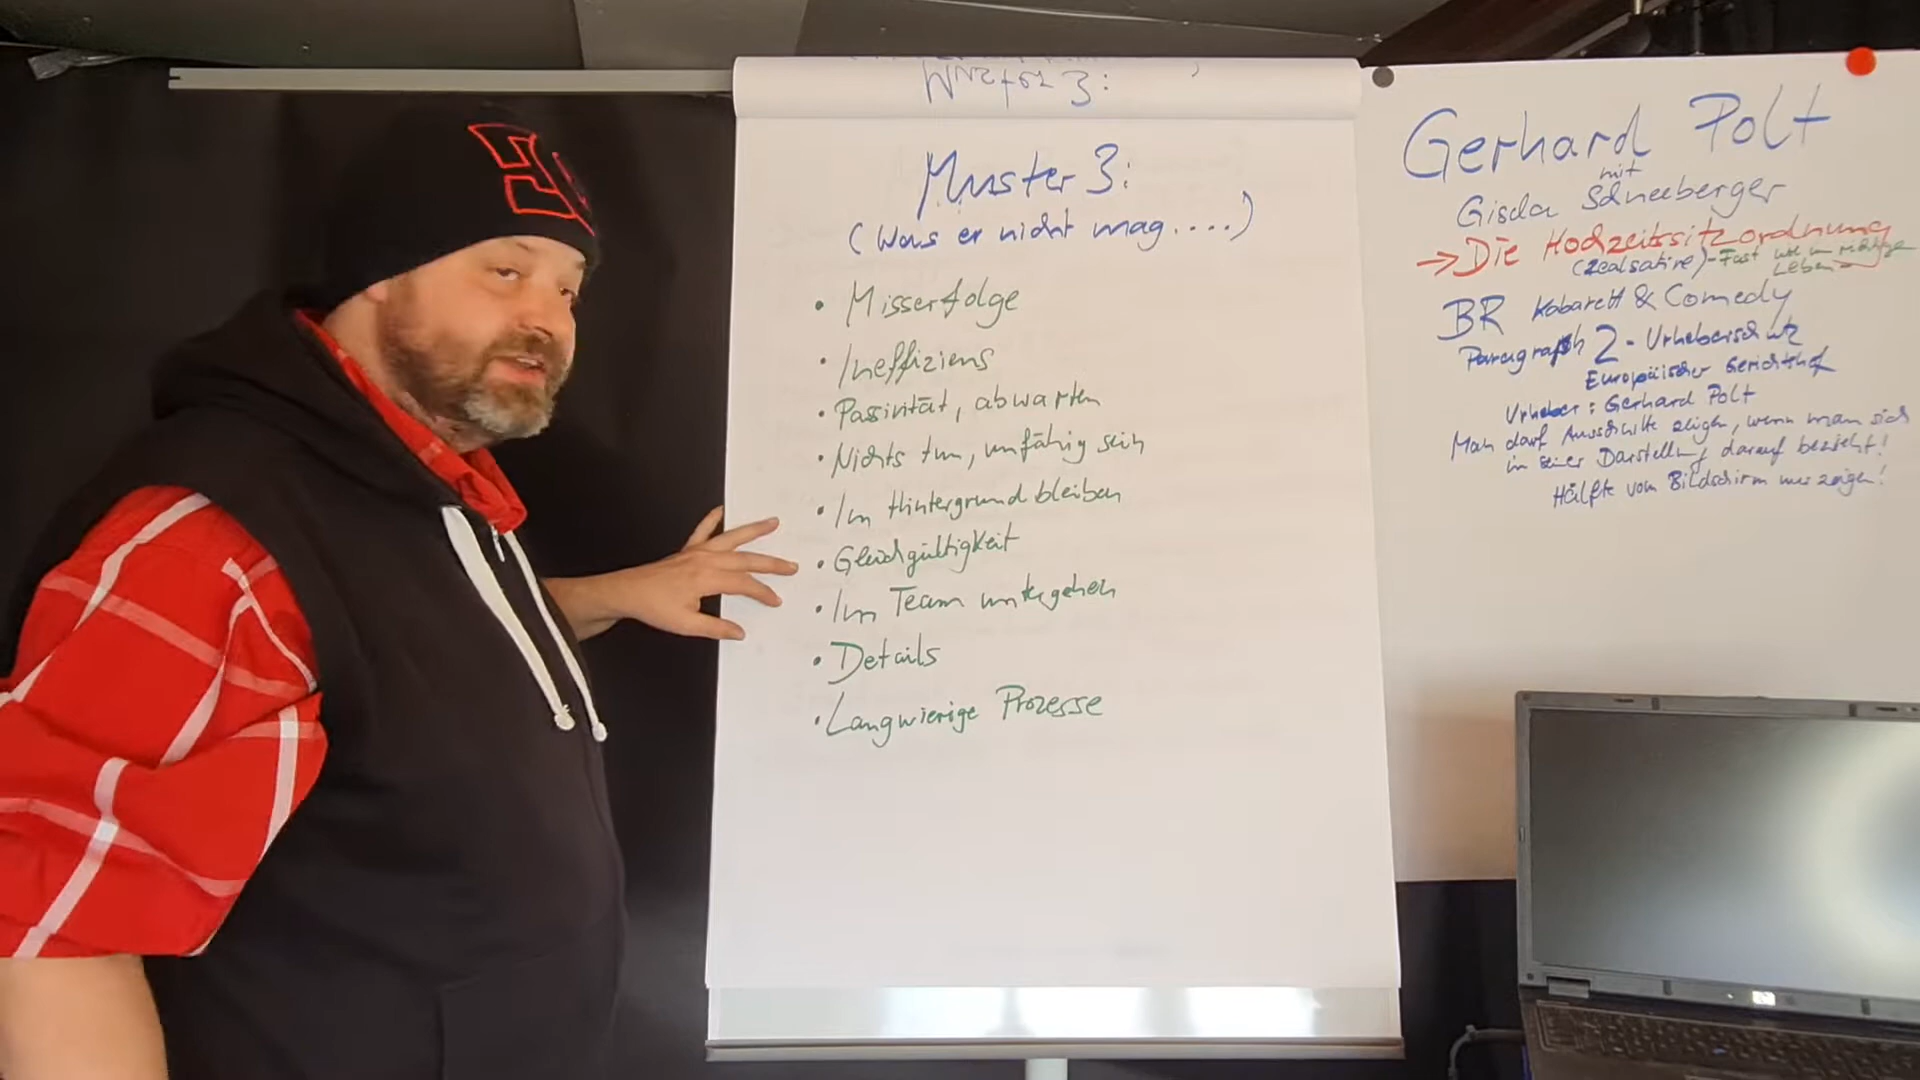 Muster 3:
Muster 3:
(Was er nicht mag....)
• Misserfolge
• Ineffiziens
• Passivität, abwarten
• Nichts tun, unfähig sein
• Im Hintergrund bleiben
• Gleichgültigkeit
• Im Team untergehen
• Details
• Langwierige Prozesse
Gerhard Polt
mit
Gisela Schneeberger
→ Die Hochzeitssitzordnung
(Realsatire) - Fast wie im richtigen
Leben -
BR Kabarett & Comedy
Paragraph 2 - Urheberschutz
Europäischer Gerichtshof
Urheber: Gerhard Polt
Man darf Ausschnitte zeigen, wenn man sich
in seiner Darstellung darauf bezieht!
Hälfte vom Bildschirm nur zeigen!